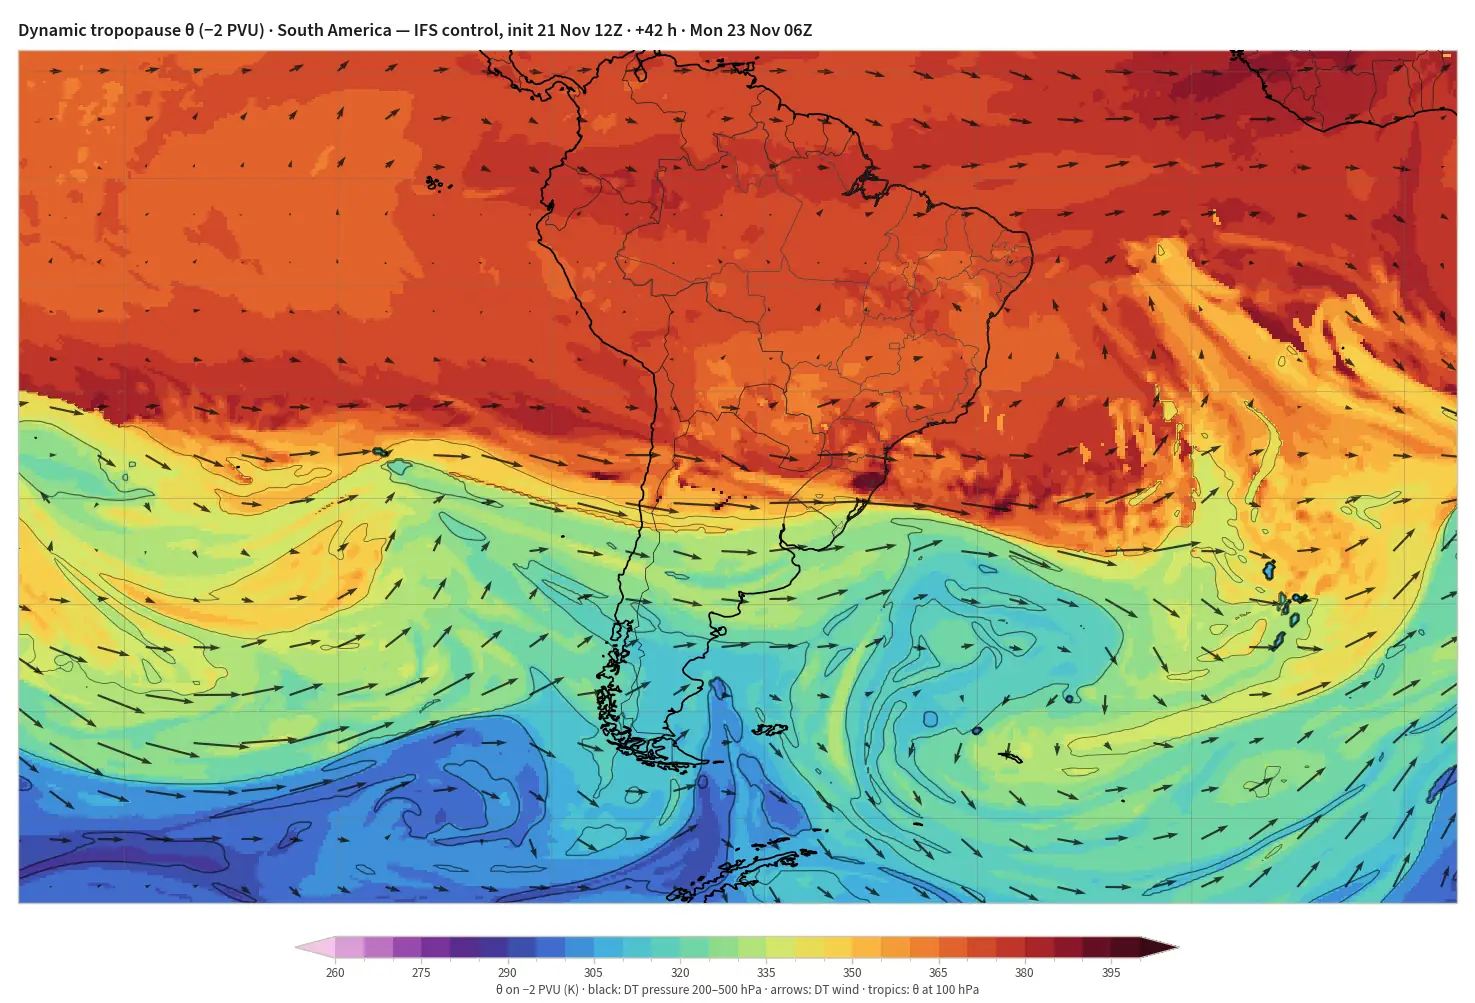 Dynamic tropopause θ (−2 PVU) · South America — IFS control, init 21 Nov 12Z · +42 h · Mon 23 Nov 06Z
260 275 290 305 320 335 350 365 380 395
θ on −2 PVU (K) · black: DT pressure 200–500 hPa · arrows: DT wind · tropics: θ at 100 hPa